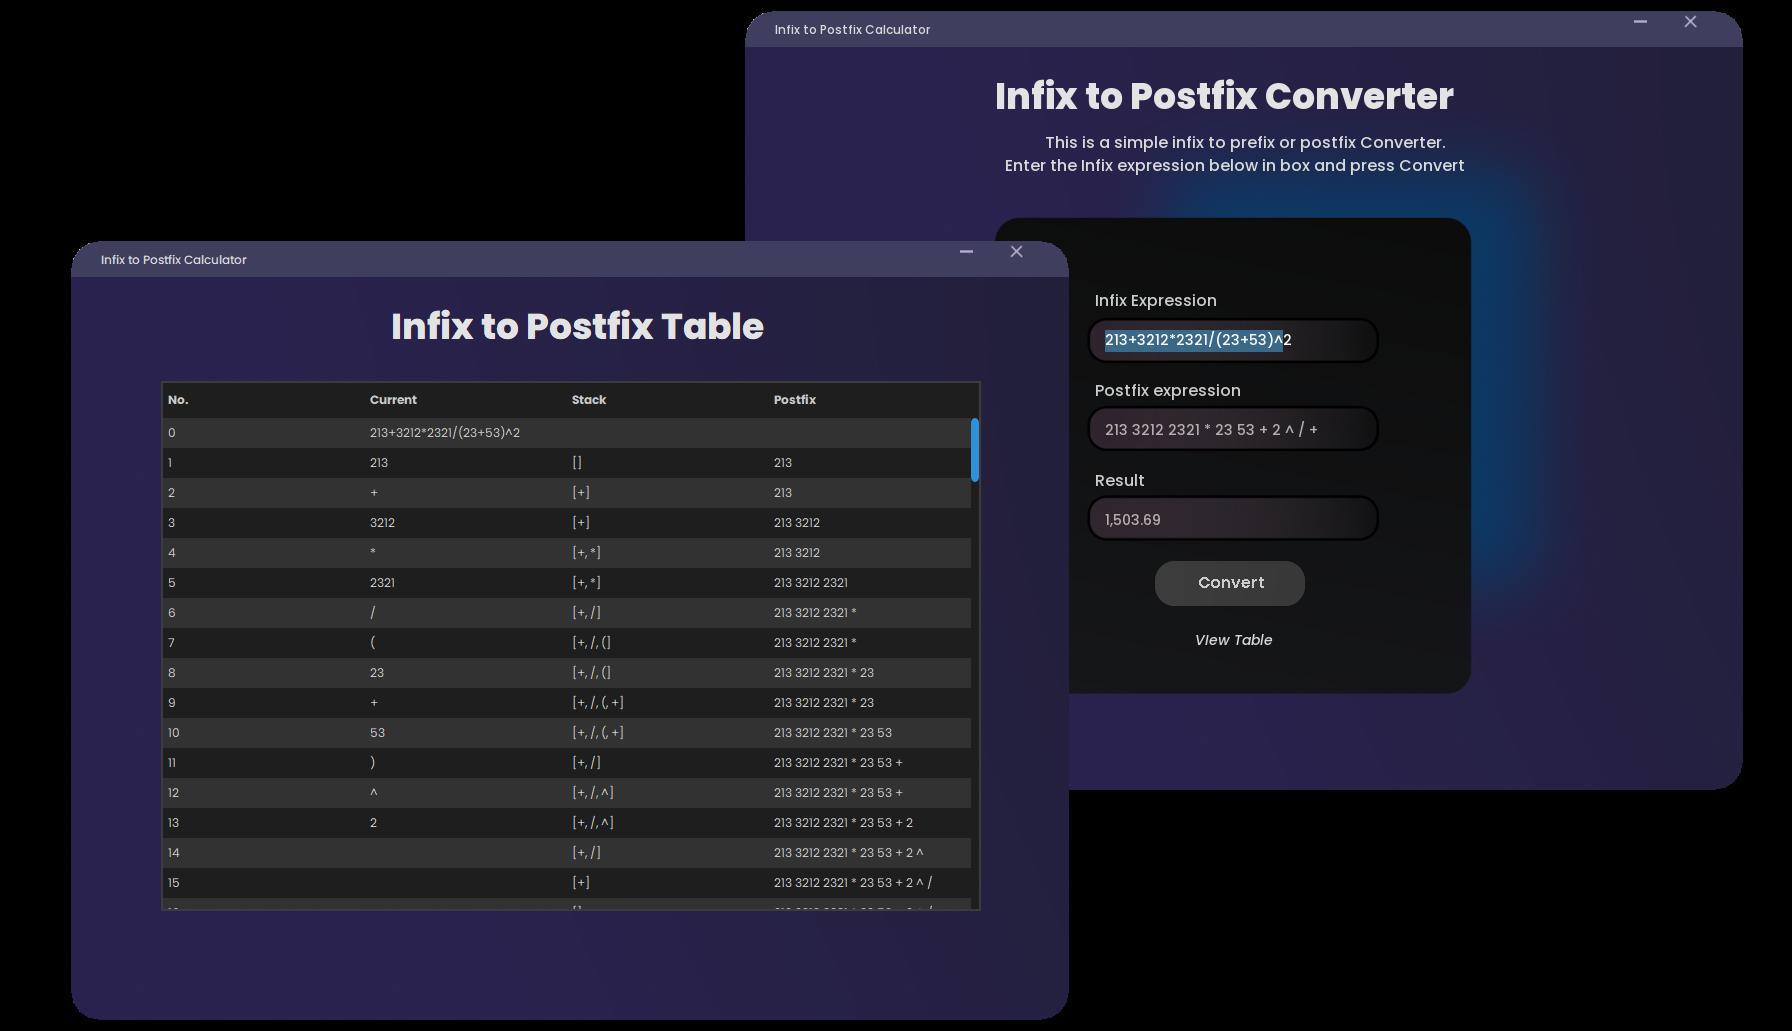 Infix to Postfix Calculator
Infix to Postfix Converter
This is a simple infix to prefix or postfix Converter.
Enter the Infix expression below in box and press Convert
Infix Expression
213+3212*2321/(23+53)^2
Postfix expression
213 3212 2321 * 23 53 + 2 ^ / +
Result
1,503.69
Convert
VIew Table
Infix to Postfix Calculator
Infix to Postfix Table
No. Current Stack Postfix
0 213+3212*2321/(23+53)^2
1 213 [] 213
2 + [+] 213
3 3212 [+] 213 3212
4 * [+, *] 213 3212
5 2321 [+, *] 213 3212 2321
6 / [+, /] 213 3212 2321 *
7 ( [+, /, (] 213 3212 2321 *
8 23 [+, /, (] 213 3212 2321 * 23
9 + [+, /, (, +] 213 3212 2321 * 23
10 53 [+, /, (, +] 213 3212 2321 * 23 53
11 ) [+, /] 213 3212 2321 * 23 53 +
12 ^ [+, /, ^] 213 3212 2321 * 23 53 +
13 2 [+, /, ^] 213 3212 2321 * 23 53 + 2
14 [+, /] 213 3212 2321 * 23 53 + 2 ^
15 [+] 213 3212 2321 * 23 53 + 2 ^ /